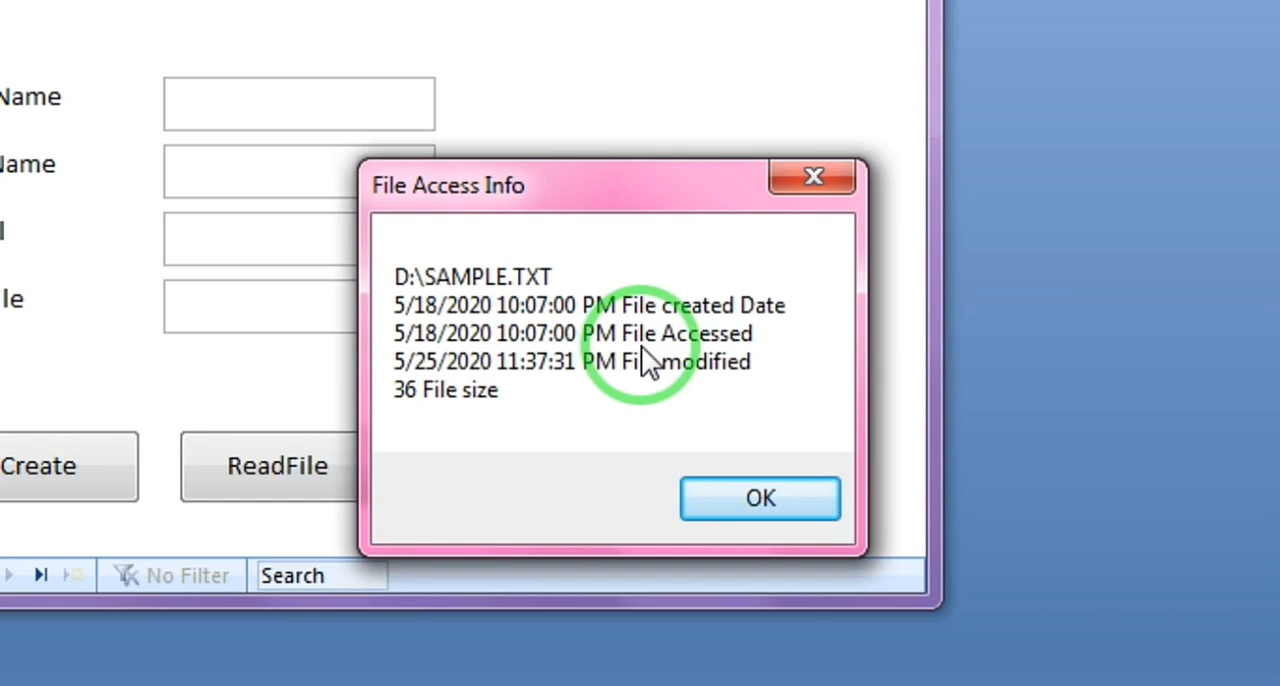 Name
Name
l
le
File Access Info
D:\SAMPLE.TXT
5/18/2020 10:07:00 PM File created Date
5/18/2020 10:07:00 PM File Accessed
5/25/2020 11:37:31 PM Fi modified
36 File size
OK
Create
ReadFile
No Filter
Search